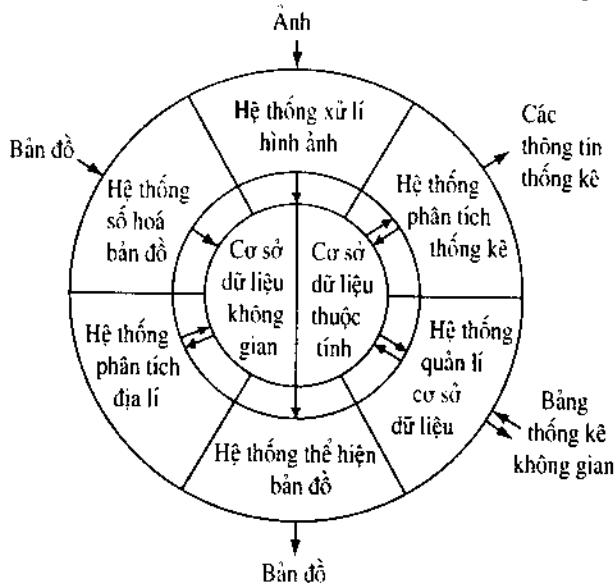 Ảnh
Hệ thống xử lí
hình ảnh
Các
thông tin
thống kê
Bản đồ
Hệ thống
số hoá
bản đồ
Hệ thống
phân tích
thống kê
Cơ sở
dữ liệu
không
gian
Cơ sở
dữ liệu
thuộc
tính
Hệ thống
phân tích
địa lí
Hệ thống
quản lí
cơ sở
dữ liệu
Bảng
thống kê
không gian
Hệ thống thể hiện
bản đồ
Bản đồ